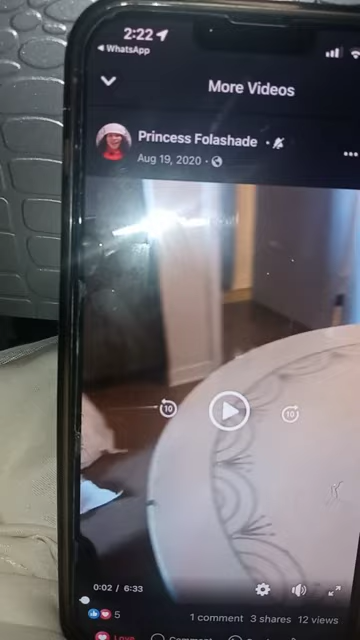 2:22
WhatsApp
More Videos
Princess Folashade
Aug 19, 2020
10
10
0:02 / 6:33
5
1 comment 3 shares 12 views
Love
Comment